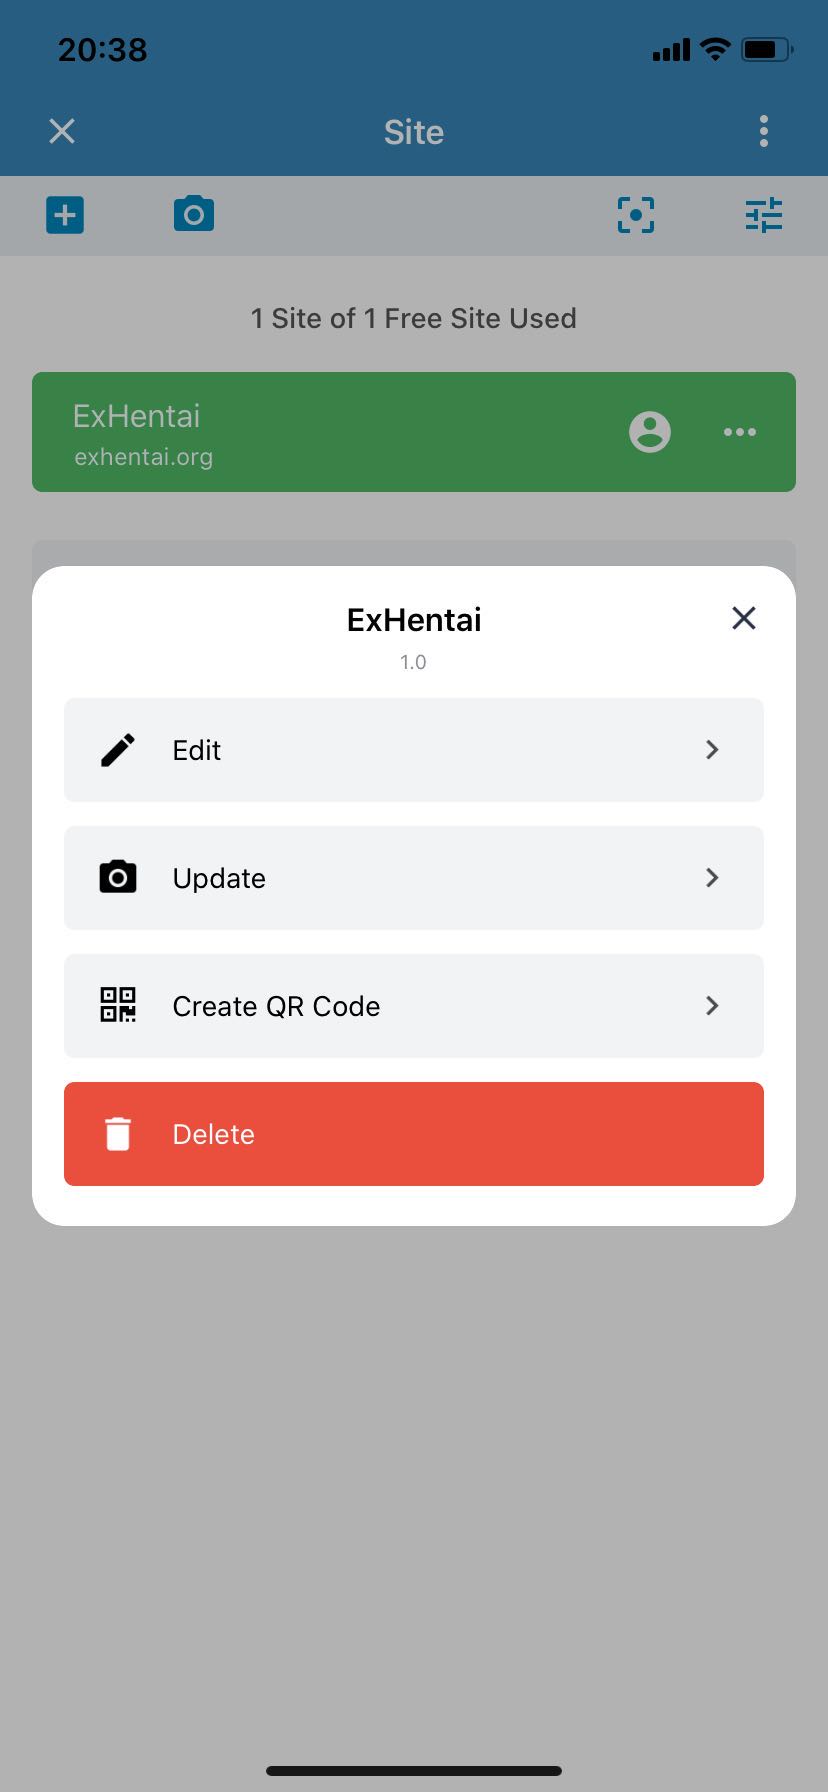 20:38
Site
1 Site of 1 Free Site Used
ExHentai
exhentai.org
ExHentai
1.0
Edit
Update
Create QR Code
Delete